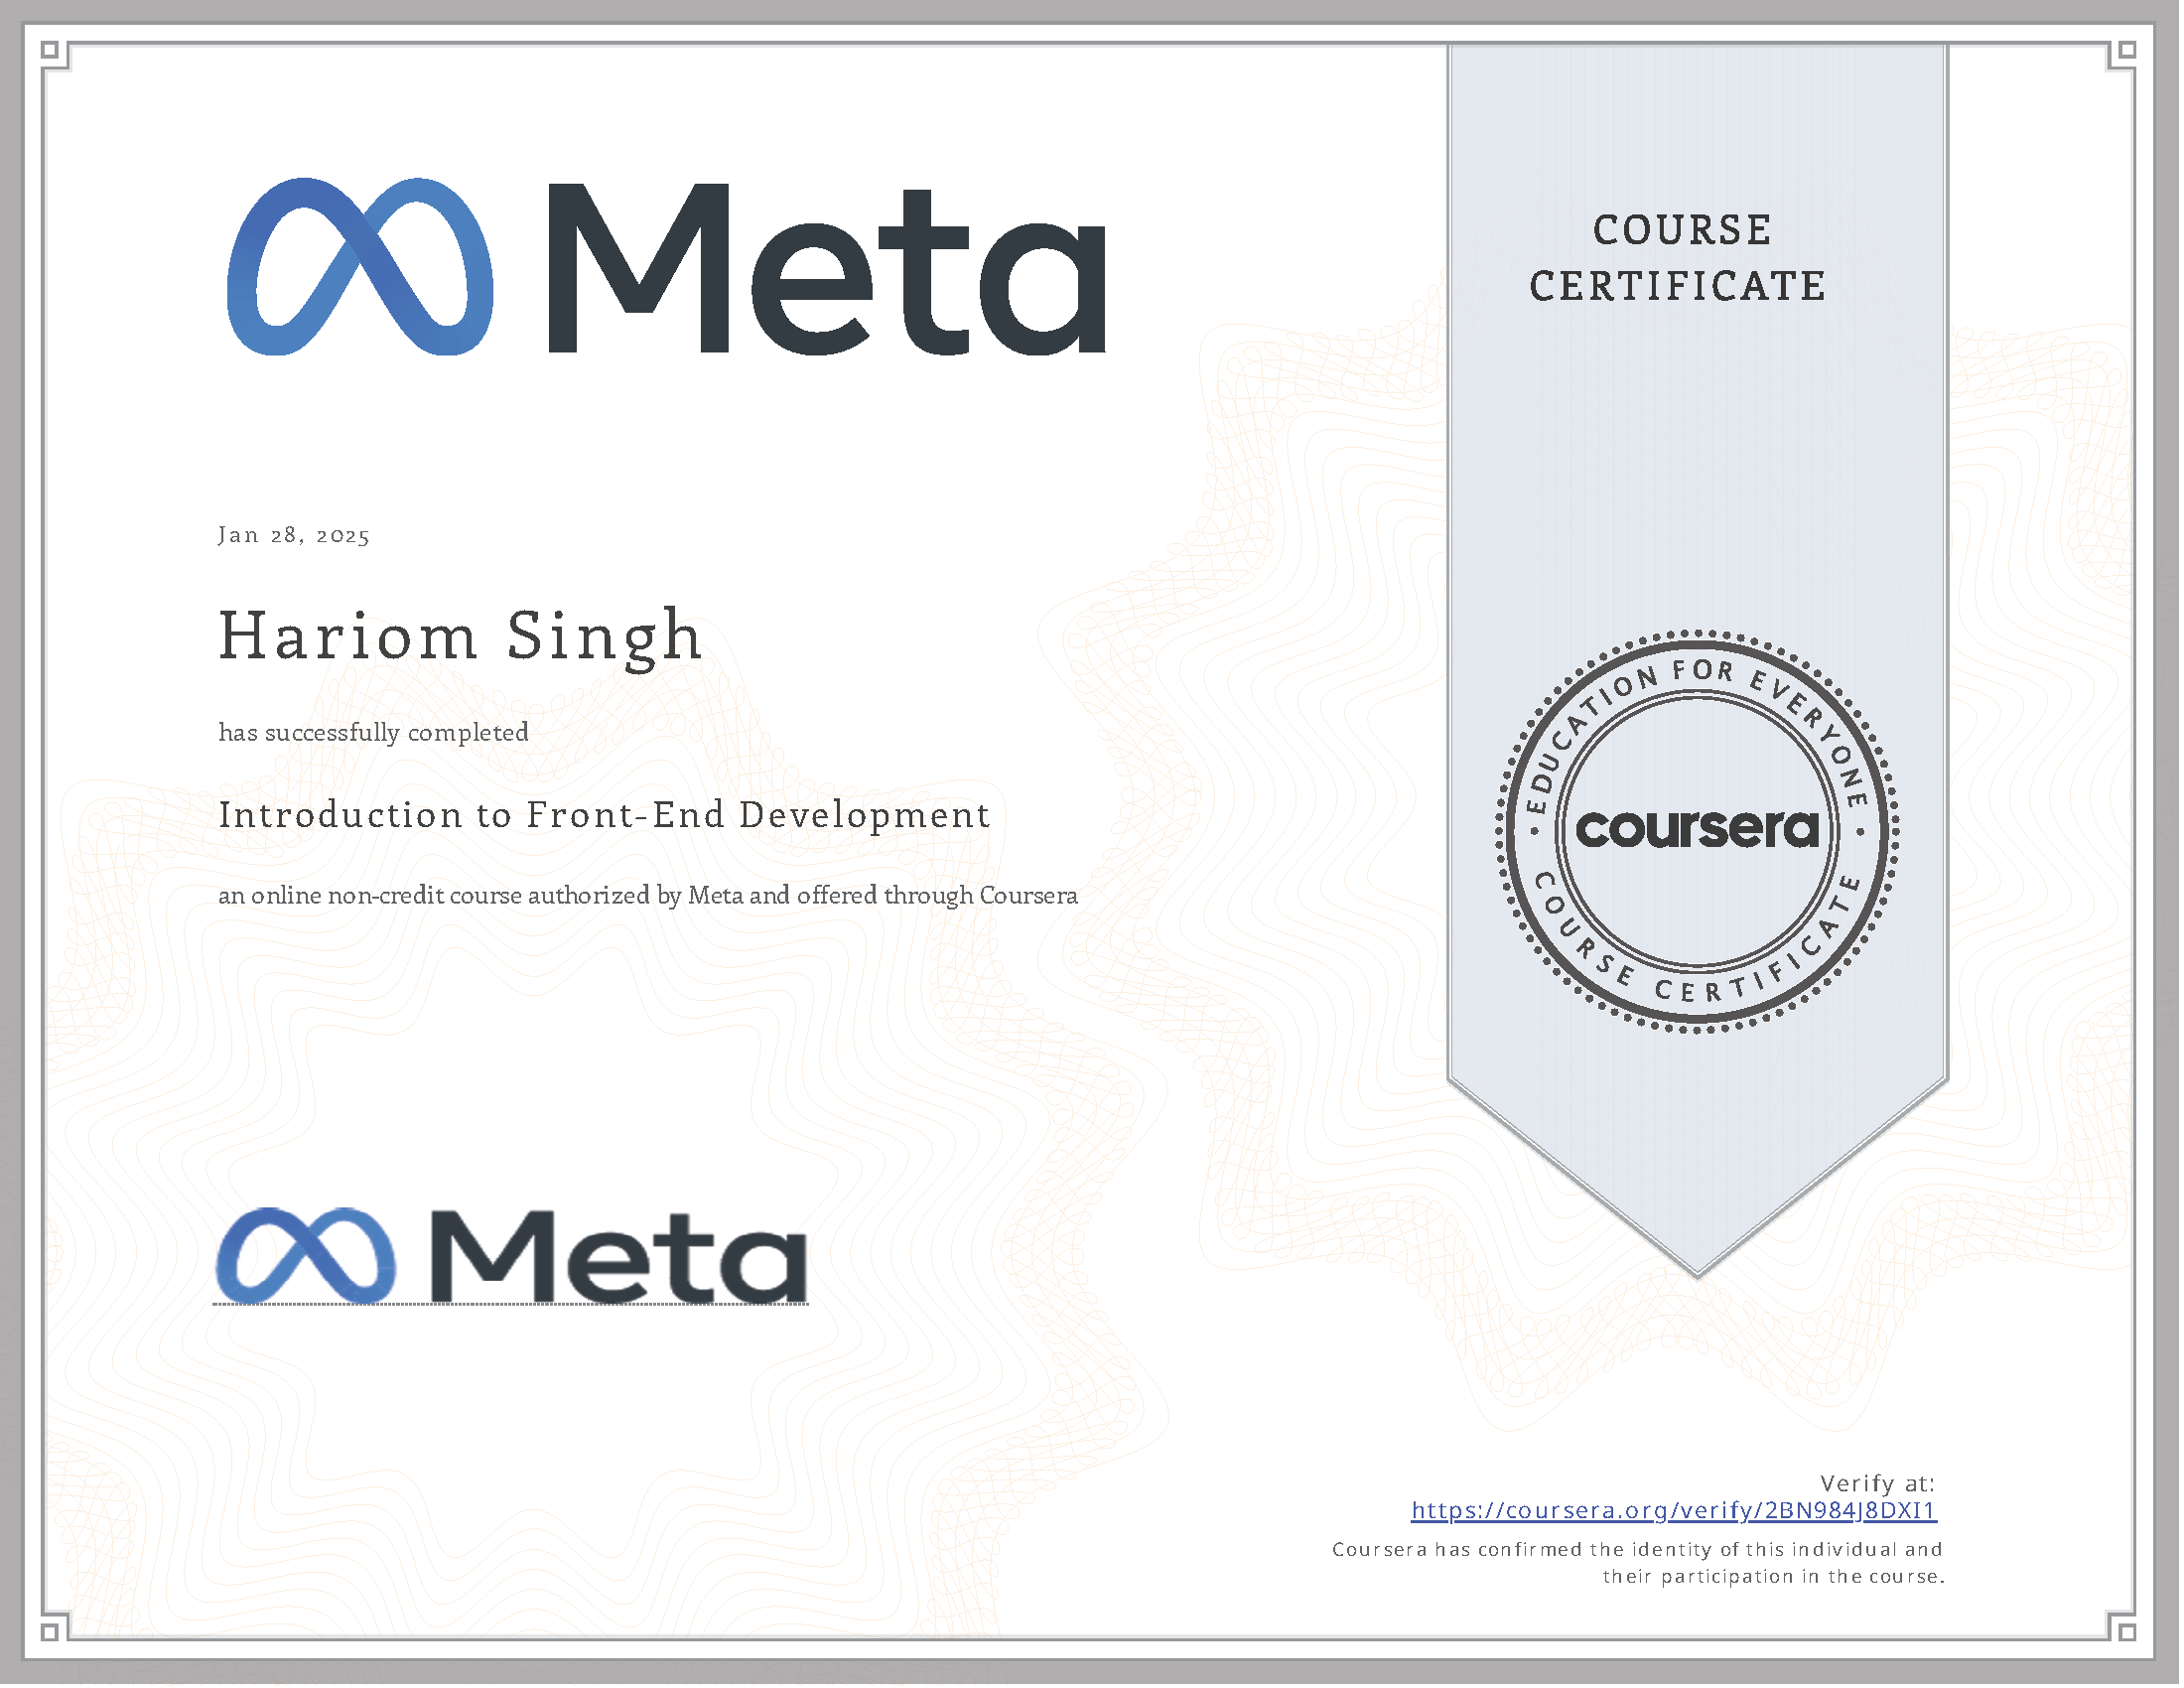 Meta
COURSE
CERTIFICATE
Jan 28, 2025
Hariom Singh
has successfully completed
Introduction to Front-End Development
an online non-credit course authorized by Meta and offered through Coursera
EDUCATION FOR EVERYONE
coursera
COURSE CERTIFICATE
Meta
Verify at:
https://coursera.org/verify/2BN984J8DXI1
Coursera has confirmed the identity of this individual and
their participation in the course.